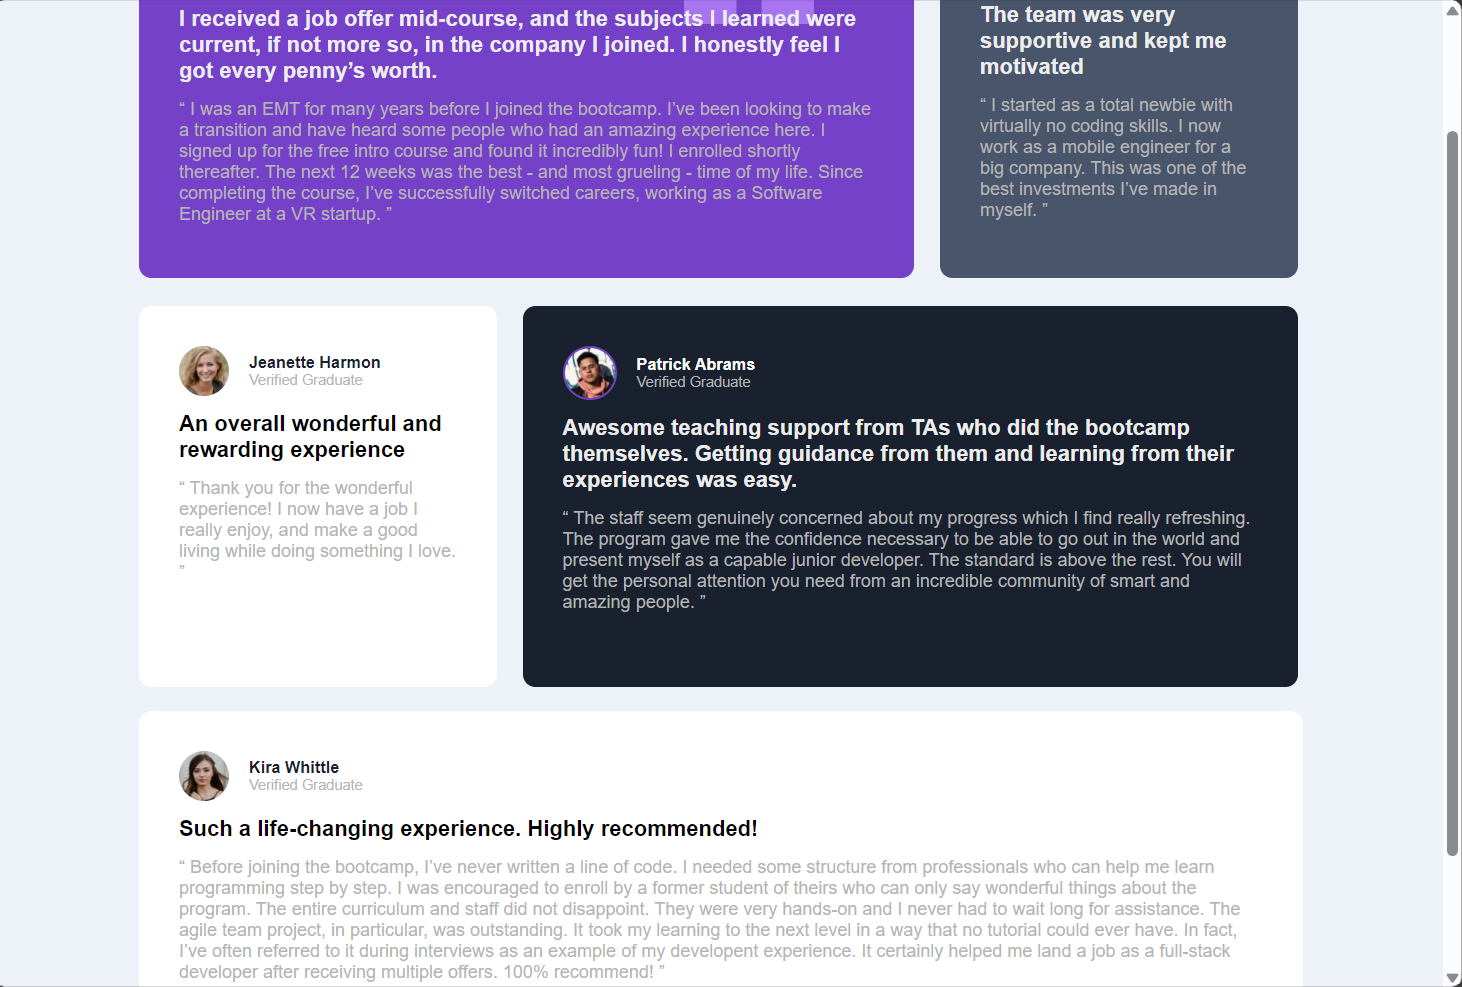 I received a job offer mid-course, and the subjects I learned were
current, if not more so, in the company I joined. I honestly feel I
got every penny’s worth.
“ I was an EMT for many years before I joined the bootcamp. I’ve been looking to make
a transition and have heard some people who had an amazing experience here. I
signed up for the free intro course and found it incredibly fun! I enrolled shortly
thereafter. The next 12 weeks was the best - and most grueling - time of my life. Since
completing the course, I’ve successfully switched careers, working as a Software
Engineer at a VR startup. ”
The team was very
supportive and kept me
motivated
“ I started as a total newbie with
virtually no coding skills. I now
work as a mobile engineer for a
big company. This was one of the
best investments I’ve made in
myself. ”
Jeanette Harmon
Verified Graduate
An overall wonderful and
rewarding experience
“ Thank you for the wonderful
experience! I now have a job I
really enjoy, and make a good
living while doing something I love.
”
Patrick Abrams
Verified Graduate
Awesome teaching support from TAs who did the bootcamp
themselves. Getting guidance from them and learning from their
experiences was easy.
“ The staff seem genuinely concerned about my progress which I find really refreshing.
The program gave me the confidence necessary to be able to go out in the world and
present myself as a capable junior developer. The standard is above the rest. You will
get the personal attention you need from an incredible community of smart and
amazing people. ”
Kira Whittle
Verified Graduate
Such a life-changing experience. Highly recommended!
“ Before joining the bootcamp, I’ve never written a line of code. I needed some structure from professionals who can help me learn
programming step by step. I was encouraged to enroll by a former student of theirs who can only say wonderful things about the
program. The entire curriculum and staff did not disappoint. They were very hands-on and I never had to wait long for assistance. The
agile team project, in particular, was outstanding. It took my learning to the next level in a way that no tutorial could ever have. In fact,
I’ve often referred to it during interviews as an example of my developent experience. It certainly helped me land a job as a full-stack
developer after receiving multiple offers. 100% recommend! ”